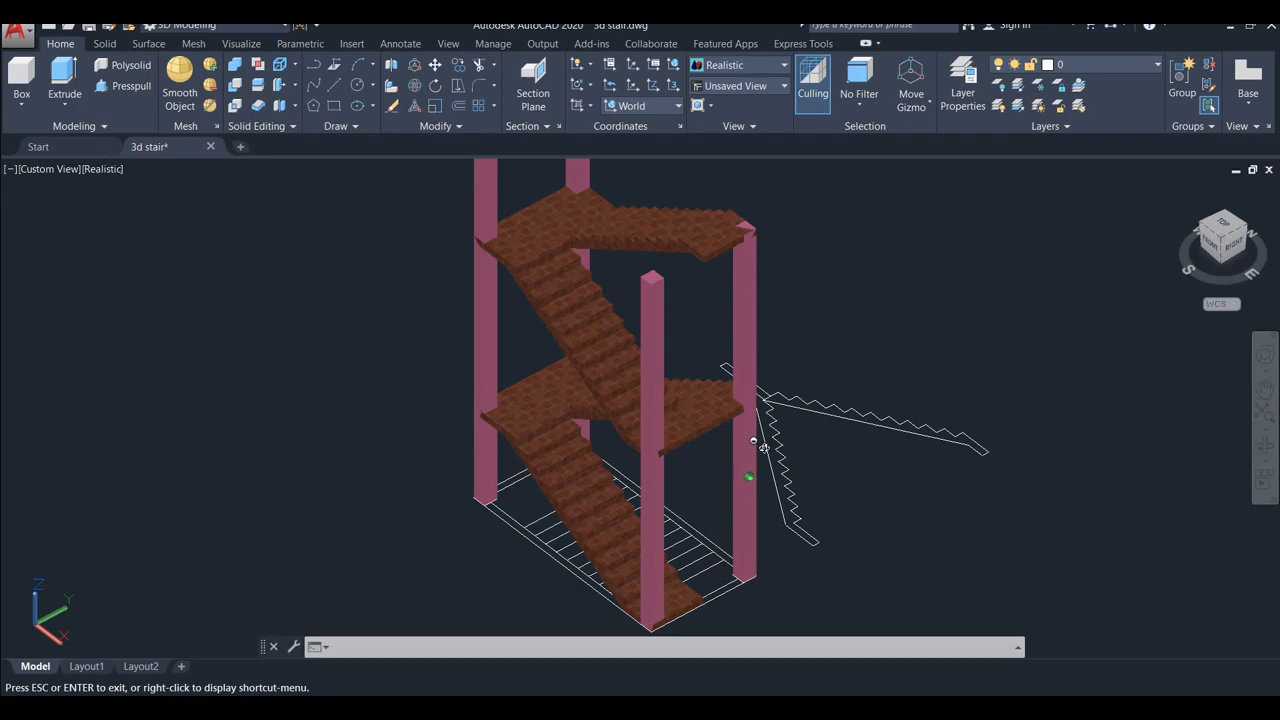 3D Modeling
Autodesk AutoCAD 2020 3d stair.dwg
Type a keyword or phrase
Sign In
Home Solid Surface Mesh Visualize Parametric Insert Annotate View Manage Output Add-ins Collaborate Featured Apps Express Tools
Box
Extrude
Polysolid
Presspull
Smooth
Object
Section
Plane
World
Realistic
Unsaved View
Culling
No Filter
Move
Gizmo
Layer
Properties
0
Group
Base
Modeling Mesh Solid Editing Draw Modify Section Coordinates View Selection Layers Groups View
Start 3d stair*
[−][Custom View][Realistic]
TOP
FRONT
RIGHT
N
S
E
WCS
Z
Y
X
Model Layout1 Layout2
Press ESC or ENTER to exit, or right-click to display shortcut-menu.